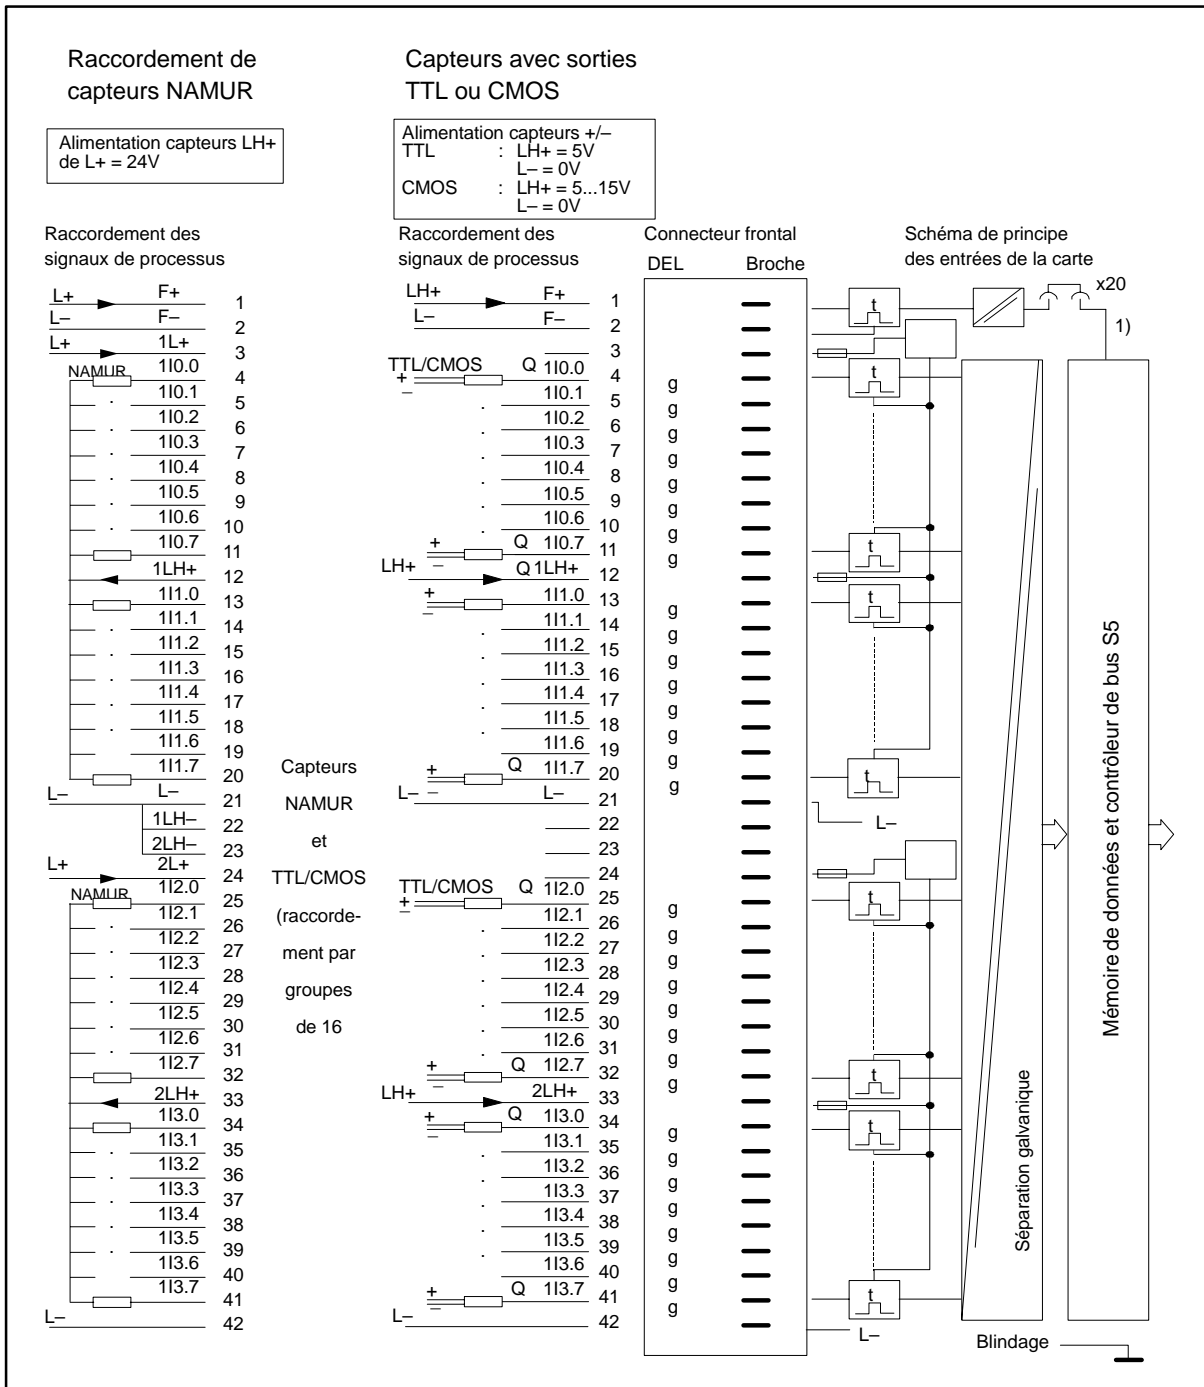 Raccordement de
capteurs NAMUR
Capteurs avec sorties
TTL ou CMOS
Alimentation capteurs LH+
de L+ = 24V
Alimentation capteurs +/–
TTL : LH+ = 5V
L– = 0V
CMOS : LH+ = 5...15V
L– = 0V
Raccordement des
signaux de processus
Raccordement des
signaux de processus
Connecteur frontal
DEL Broche
Schéma de principe
des entrées de la carte
L+ F+ 1
L– F– 2
L+ 1L+ 3
NAMUR 1I0.0 4
1I0.1 5
1I0.2 6
1I0.3 7
1I0.4 8
1I0.5 9
1I0.6 10
1I0.7 11
1LH+ 12
1I1.0 13
1I1.1 14
1I1.2 15
1I1.3 16
1I1.4 17
1I1.5 18
1I1.6 19
1I1.7 20
L– L– 21
1LH– 22
2LH– 23
L+ 2L+ 24
NAMUR 1I2.0 25
1I2.1 26
1I2.2 27
1I2.3 28
1I2.4 29
1I2.5 30
1I2.6 31
1I2.7 32
2LH+ 33
1I3.0 34
1I3.1 35
1I3.2 36
1I3.3 37
1I3.4 38
1I3.5 39
1I3.6 40
1I3.7 41
L– 42
Capteurs
NAMUR
et
TTL/CMOS
(raccorde-
ment par
groupes
de 16
LH+ F+ 1
L– F– 2
3
TTL/CMOS + – Q 1I0.0 4 g
1I0.1 5 g
1I0.2 6 g
1I0.3 7 g
1I0.4 8 g
1I0.5 9 g
1I0.6 10 g
+ – Q 1I0.7 11 g
LH+ Q 1LH+ 12
+ – 1I1.0 13 g
1I1.1 14 g
1I1.2 15 g
1I1.3 16 g
1I1.4 17 g
1I1.5 18 g
1I1.6 19 g
+ – Q 1I1.7 20 g
L– L– 21
22
23
24
TTL/CMOS + – Q 1I2.0 25 g
1I2.1 26 g
1I2.2 27 g
1I2.3 28 g
1I2.4 29 g
1I2.5 30 g
1I2.6 31 g
+ – Q 1I2.7 32 g
LH+ 2LH+ 33
+ – Q 1I3.0 34 g
1I3.1 35 g
1I3.2 36 g
1I3.3 37 g
1I3.4 38 g
1I3.5 39 g
1I3.6 40 g
+ – Q 1I3.7 41 g
L– 42
t
x20
1)
t
t
t
t
L–
t
t
t
t
L–
Séparation galvanique
Mémoire de données et contrôleur de bus S5
Blindage